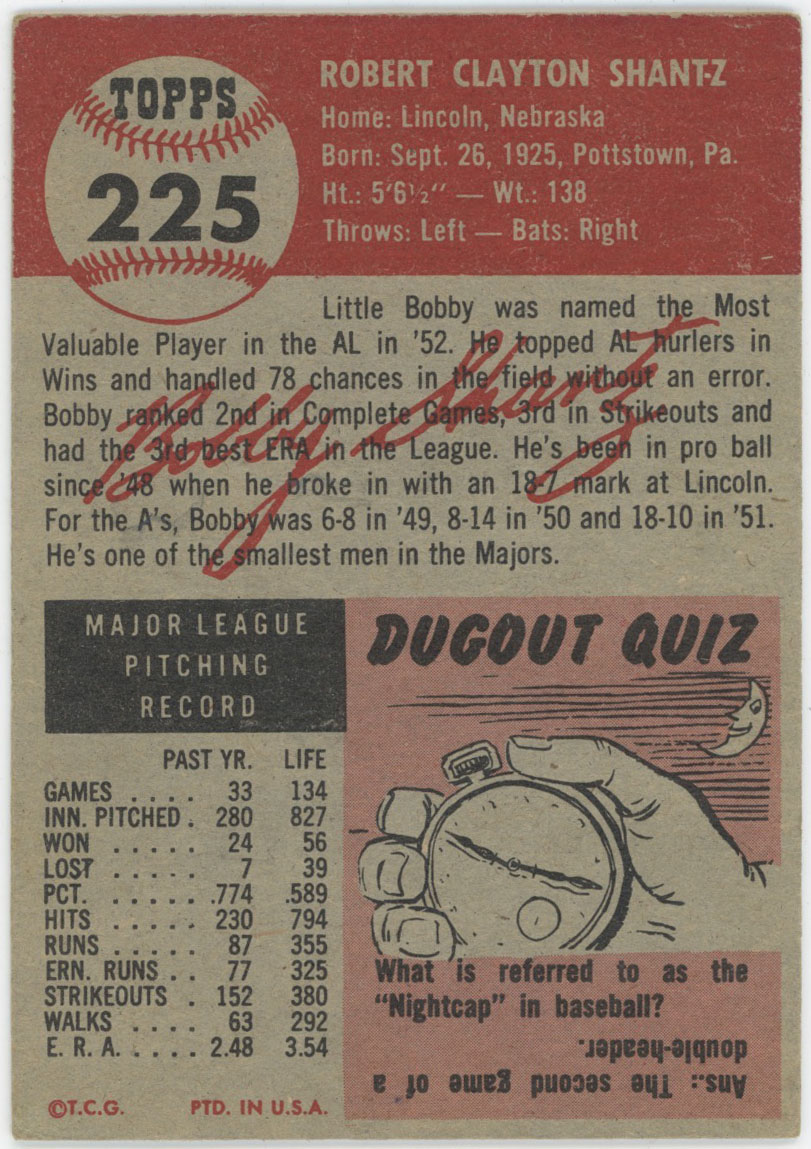 TOPPS
225
ROBERT CLAYTON SHANTZ
Home: Lincoln, Nebraska
Born: Sept. 26, 1925, Pottstown, Pa.
Ht.: 5'6½" — Wt.: 138
Throws: Left — Bats: Right
Little Bobby was named the Most
Valuable Player in the AL in '52. He topped AL hurlers in
Wins and handled 78 chances in the field without an error.
Bobby ranked 2nd in Complete Games, 3rd in Strikeouts and
had the 3rd best ERA in the League. He's been in pro ball
since '48 when he broke in with an 18-7 mark at Lincoln.
For the A's, Bobby was 6-8 in '49, 8-14 in '50 and 18-10 in '51.
He's one of the smallest men in the Majors.
Bobby Shantz
MAJOR LEAGUE
PITCHING
RECORD
PAST YR. LIFE
GAMES . . . . 33 134
INN. PITCHED . 280 827
WON . . . . . 24 56
LOST . . . . . 7 39
PCT. . . . . . .774 .589
HITS . . . . . 230 794
RUNS . . . . . 87 355
ERN. RUNS . . 77 325
STRIKEOUTS . 152 380
WALKS . . . . 63 292
E. R. A. . . . . 2.48 3.54
©T.C.G. PTD. IN U.S.A.
DUGOUT QUIZ
What is referred to as the
"Nightcap" in baseball?
Ans.: The second game of a
double-header.